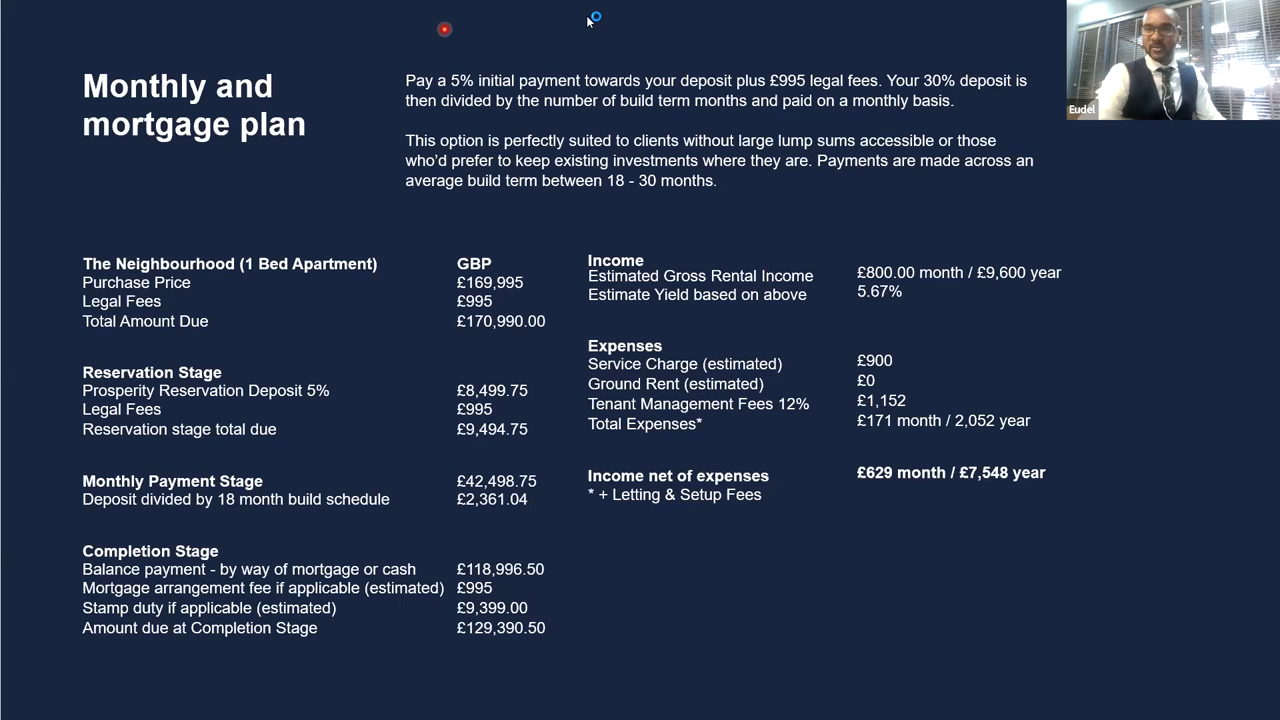 Monthly and
mortgage plan
Pay a 5% initial payment towards your deposit plus £995 legal fees. Your 30% deposit is
then divided by the number of build term months and paid on a monthly basis.
This option is perfectly suited to clients without large lump sums accessible or those
who'd prefer to keep existing investments where they are. Payments are made across an
average build term between 18 - 30 months.
Eudel
The Neighbourhood (1 Bed Apartment) GBP
Purchase Price £169,995
Legal Fees £995
Total Amount Due £170,990.00
Reservation Stage
Prosperity Reservation Deposit 5% £8,499.75
Legal Fees £995
Reservation stage total due £9,494.75
Monthly Payment Stage £42,498.75
Deposit divided by 18 month build schedule £2,361.04
Completion Stage
Balance payment - by way of mortgage or cash £118,996.50
Mortgage arrangement fee if applicable (estimated) £995
Stamp duty if applicable (estimated) £9,399.00
Amount due at Completion Stage £129,390.50
Income
Estimated Gross Rental Income £800.00 month / £9,600 year
Estimate Yield based on above 5.67%
Expenses
Service Charge (estimated) £900
Ground Rent (estimated) £0
Tenant Management Fees 12% £1,152
Total Expenses* £171 month / 2,052 year
Income net of expenses £629 month / £7,548 year
* + Letting & Setup Fees